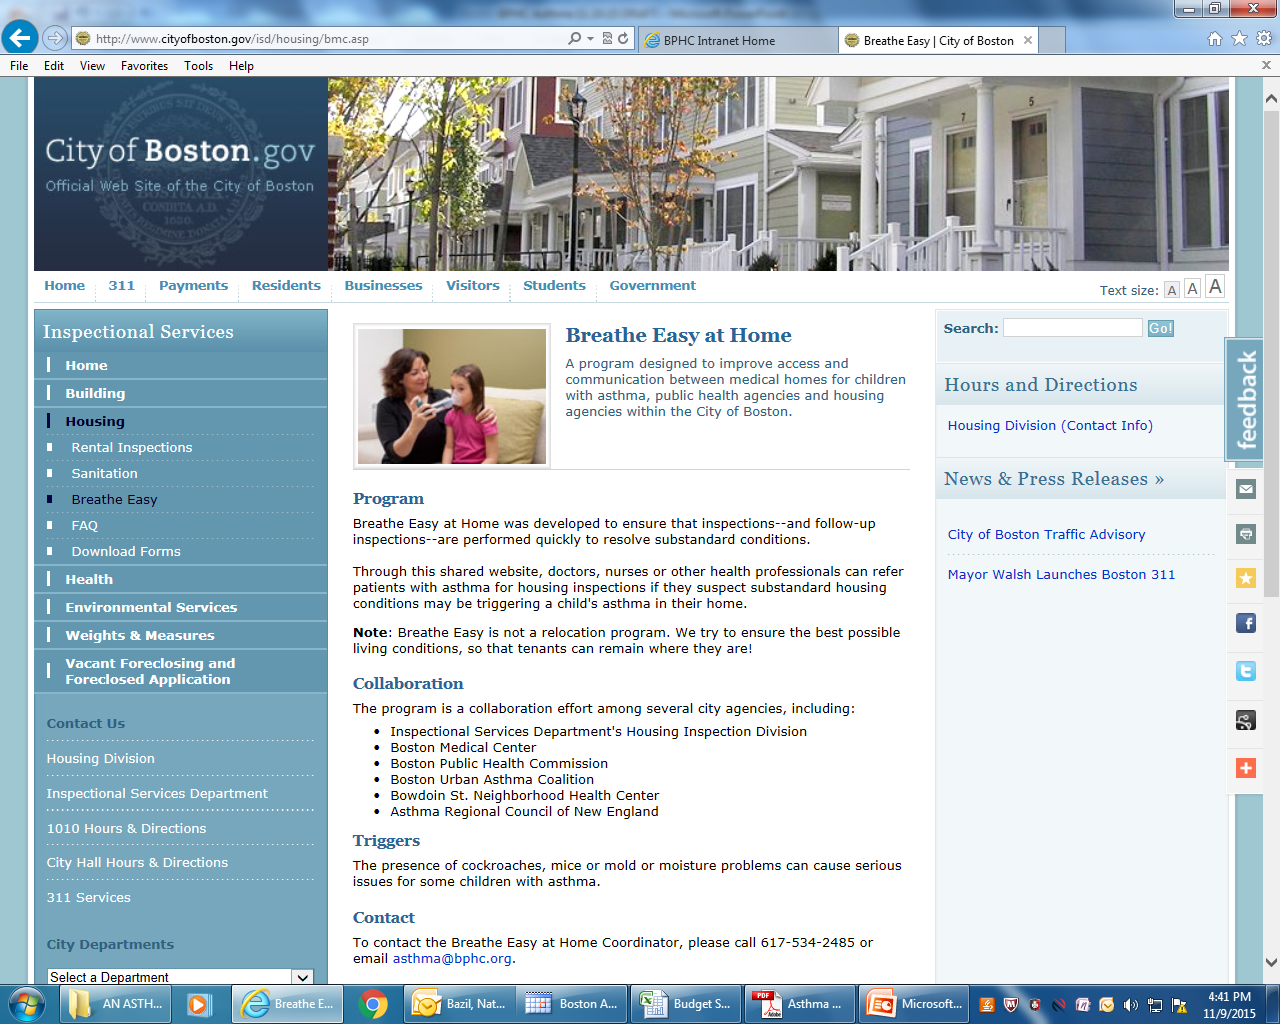 http://www.cityofboston.gov/isd/housing/bmc.asp
BPHC Intranet Home
Breathe Easy | City of Boston
File Edit View Favorites Tools Help
City of Boston.gov
Official Web Site of the City of Boston
BOSTONIA
CONDITA A.D.
1630
7
5
Home 311 Payments Residents Businesses Visitors Students Government
Text size: A A A
Inspectional Services
Home
Building
Housing
Rental Inspections
Sanitation
Breathe Easy
FAQ
Download Forms
Health
Environmental Services
Weights & Measures
Vacant Foreclosing and
Foreclosed Application
Contact Us
Housing Division
Inspectional Services Department
1010 Hours & Directions
City Hall Hours & Directions
311 Services
City Departments
Select a Department
Breathe Easy at Home
A program designed to improve access and
communication between medical homes for children
with asthma, public health agencies and housing
agencies within the City of Boston.
Program
Breathe Easy at Home was developed to ensure that inspections--and follow-up
inspections--are performed quickly to resolve substandard conditions.
Through this shared website, doctors, nurses or other health professionals can refer
patients with asthma for housing inspections if they suspect substandard housing
conditions may be triggering a child's asthma in their home.
Note: Breathe Easy is not a relocation program. We try to ensure the best possible
living conditions, so that tenants can remain where they are!
Collaboration
The program is a collaboration effort among several city agencies, including:
• Inspectional Services Department's Housing Inspection Division
• Boston Medical Center
• Boston Public Health Commission
• Boston Urban Asthma Coalition
• Bowdoin St. Neighborhood Health Center
• Asthma Regional Council of New England
Triggers
The presence of cockroaches, mice or mold or moisture problems can cause serious
issues for some children with asthma.
Contact
To contact the Breathe Easy at Home Coordinator, please call 617-534-2485 or
email asthma@bphc.org.
Search: Go!
Hours and Directions
Housing Division (Contact Info)
News & Press Releases »
City of Boston Traffic Advisory
Mayor Walsh Launches Boston 311
feedback
AN ASTH...
Breathe E...
Bazil, Nat...
Boston A...
Budget S...
Asthma ...
Microsoft...
4:41 PM
11/9/2015